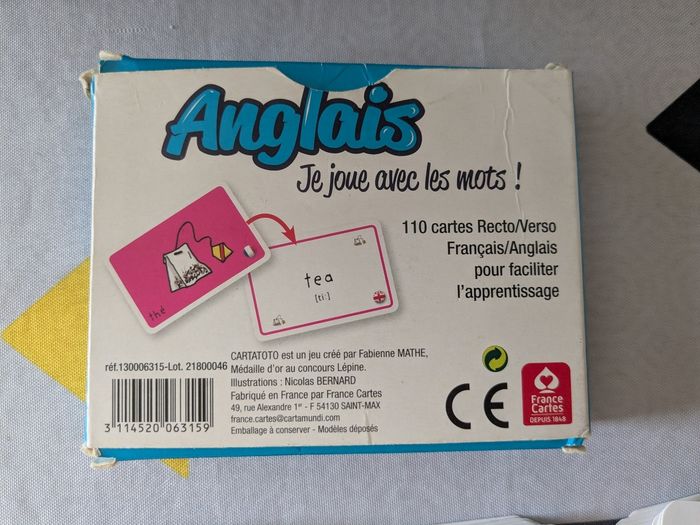 Anglais
Je joue avec les mots !
thé
tea
[ti:]
110 cartes Recto/Verso
Français/Anglais
pour faciliter
l'apprentissage
réf.130006315-Lot. 21800046
3 114520 063159
CARTATOTO est un jeu créé par Fabienne MATHE,
Médaille d'or au concours Lépine.
Illustrations : Nicolas BERNARD
Fabriqué en France par France Cartes
49, rue Alexandre 1er - F 54130 SAINT-MAX
france.cartes@cartamundi.com
Emballage à conserver - Modèles déposés
CE
France
Cartes
DEPUIS 1848